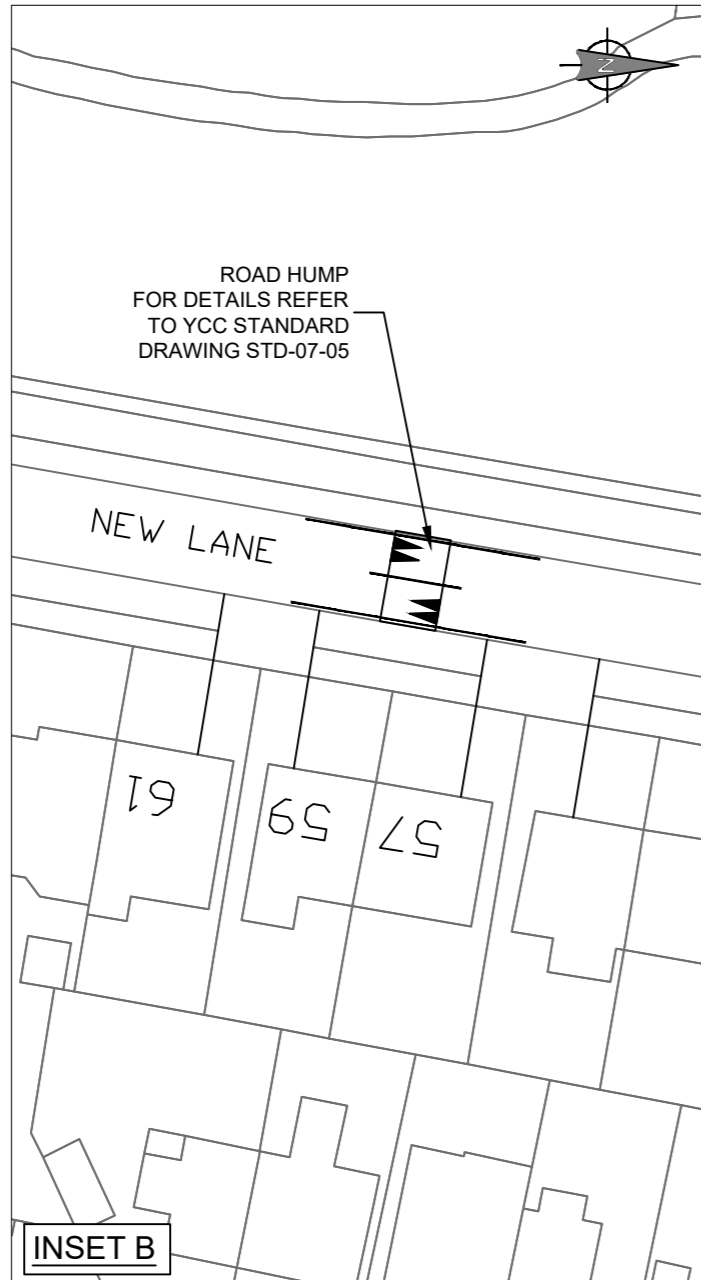 N
ROAD HUMP
FOR DETAILS REFER
TO YCC STANDARD
DRAWING STD-07-05
NEW LANE
61
59
57
INSET B